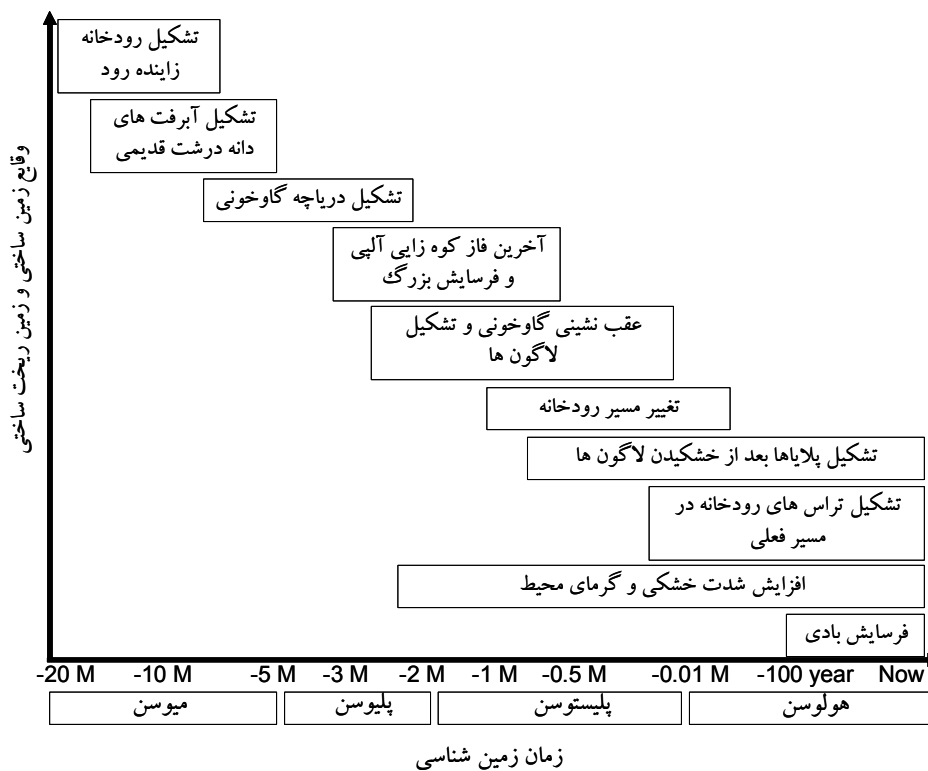 تشکیل رودخانه
زاینده رود
تشکیل آبرفت های
دانه درشت قدیمی
تشکیل دریاچه گاوخونی
آخرین فاز کوه زایی آلپی
و فرسایش بزرگ
عقب نشینی گاوخونی و تشکیل
لاگون ها
تغییر مسیر رودخانه
تشکیل پلایاها بعد از خشکیدن لاگون ها
تشکیل تراس های رودخانه در
مسیر فعلی
افزایش شدت خشکی و گرمای محیط
فرسایش بادی
وقایع زمین ساختی و زمین ریخت ساختی
-20 M -10 M -5 M -3 M -2 M -1 M -0.5 M -0.01 M -100 year Now
میوسن پلیوسن پلیستوسن هولوسن
زمان زمین شناسی